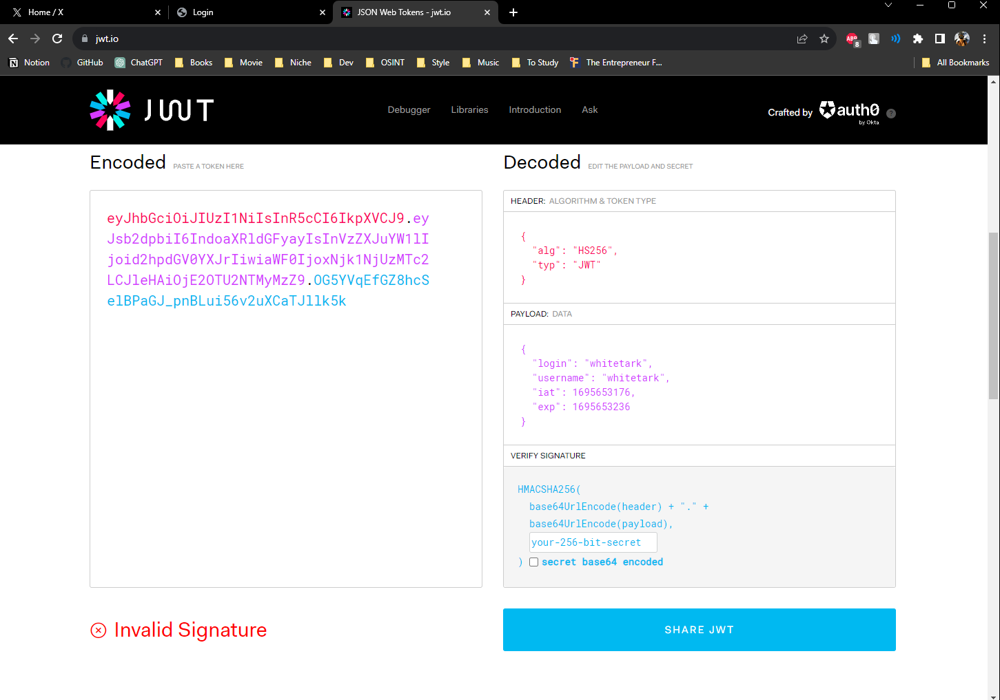 Home / X
Login
JSON Web Tokens - jwt.io
jwt.io
ABP
8
Notion
GitHub
ChatGPT
Books
Movie
Niche
Dev
OSINT
Style
Music
To Study
The Entrepreneur F...
All Bookmarks
JWT
Debugger
Libraries
Introduction
Ask
Crafted by
auth0
by Okta
?
Encoded PASTE A TOKEN HERE
eyJhbGciOiJIUzI1NiIsInR5cCI6IkpXVCJ9.ey
Jsb2dpbiI6IndoaXRldGFyayIsInVzZXJuYW1lI
joid2hpdGV0YXJrIiwiaWF0IjoxNjk1NjUzMTc2
LCJleHAiOjE2OTU2NTMyMzZ9.OG5YVqEfGZ8hcS
elBPaGJ_pnBLui56v2uXCaTJllk5k
Invalid Signature
Decoded EDIT THE PAYLOAD AND SECRET
HEADER: ALGORITHM & TOKEN TYPE
{
"alg": "HS256",
"typ": "JWT"
}
PAYLOAD: DATA
{
"login": "whitetark",
"username": "whitetark",
"iat": 1695653176,
"exp": 1695653236
}
VERIFY SIGNATURE
HMACSHA256(
base64UrlEncode(header) + "." +
base64UrlEncode(payload),
your-256-bit-secret
) secret base64 encoded
SHARE JWT